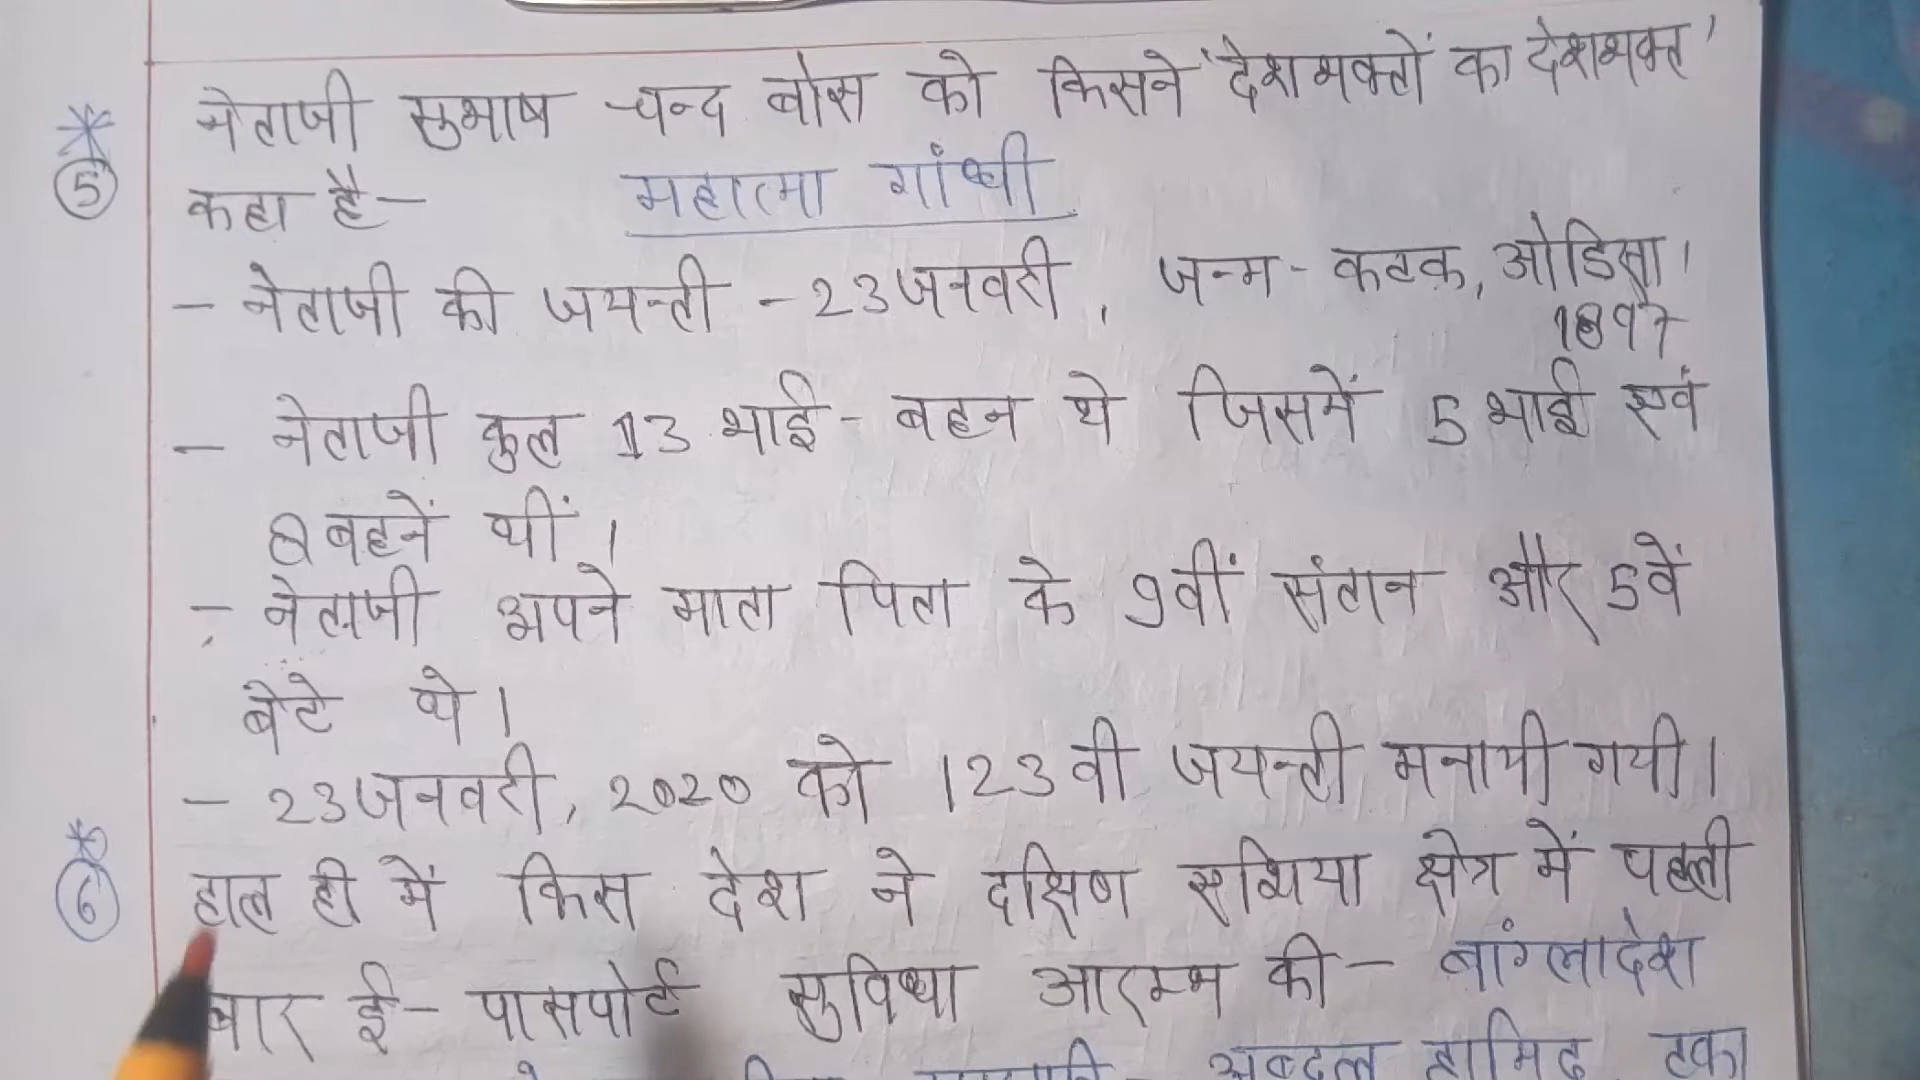 नेताजी सुभाष चन्द बोस को किसने 'देशभक्तों का देशभक्त'
⑤ कहा है- महात्मा गांधी
- नेताजी की जयन्ती - 23 जनवरी, जन्म - कटक, ओडिसा।
1897
- नेताजी कुल 13 भाई-बहन थे जिसमें 5 भाई एवं
8 बहनें थीं।
- नेताजी अपने माता पिता के 9वीं संतान और 5वें
बेटे थे।
- 23 जनवरी, 2020 को 123 वी जयन्ती मनायी गयी।
⑥ हाल ही में किस देश ने दक्षिण एशिया क्षेत्र में पहली
बार ई-पासपोर्ट सुविधा आरम्भ की- बांग्लादेश
अब्दुल हामिद टका